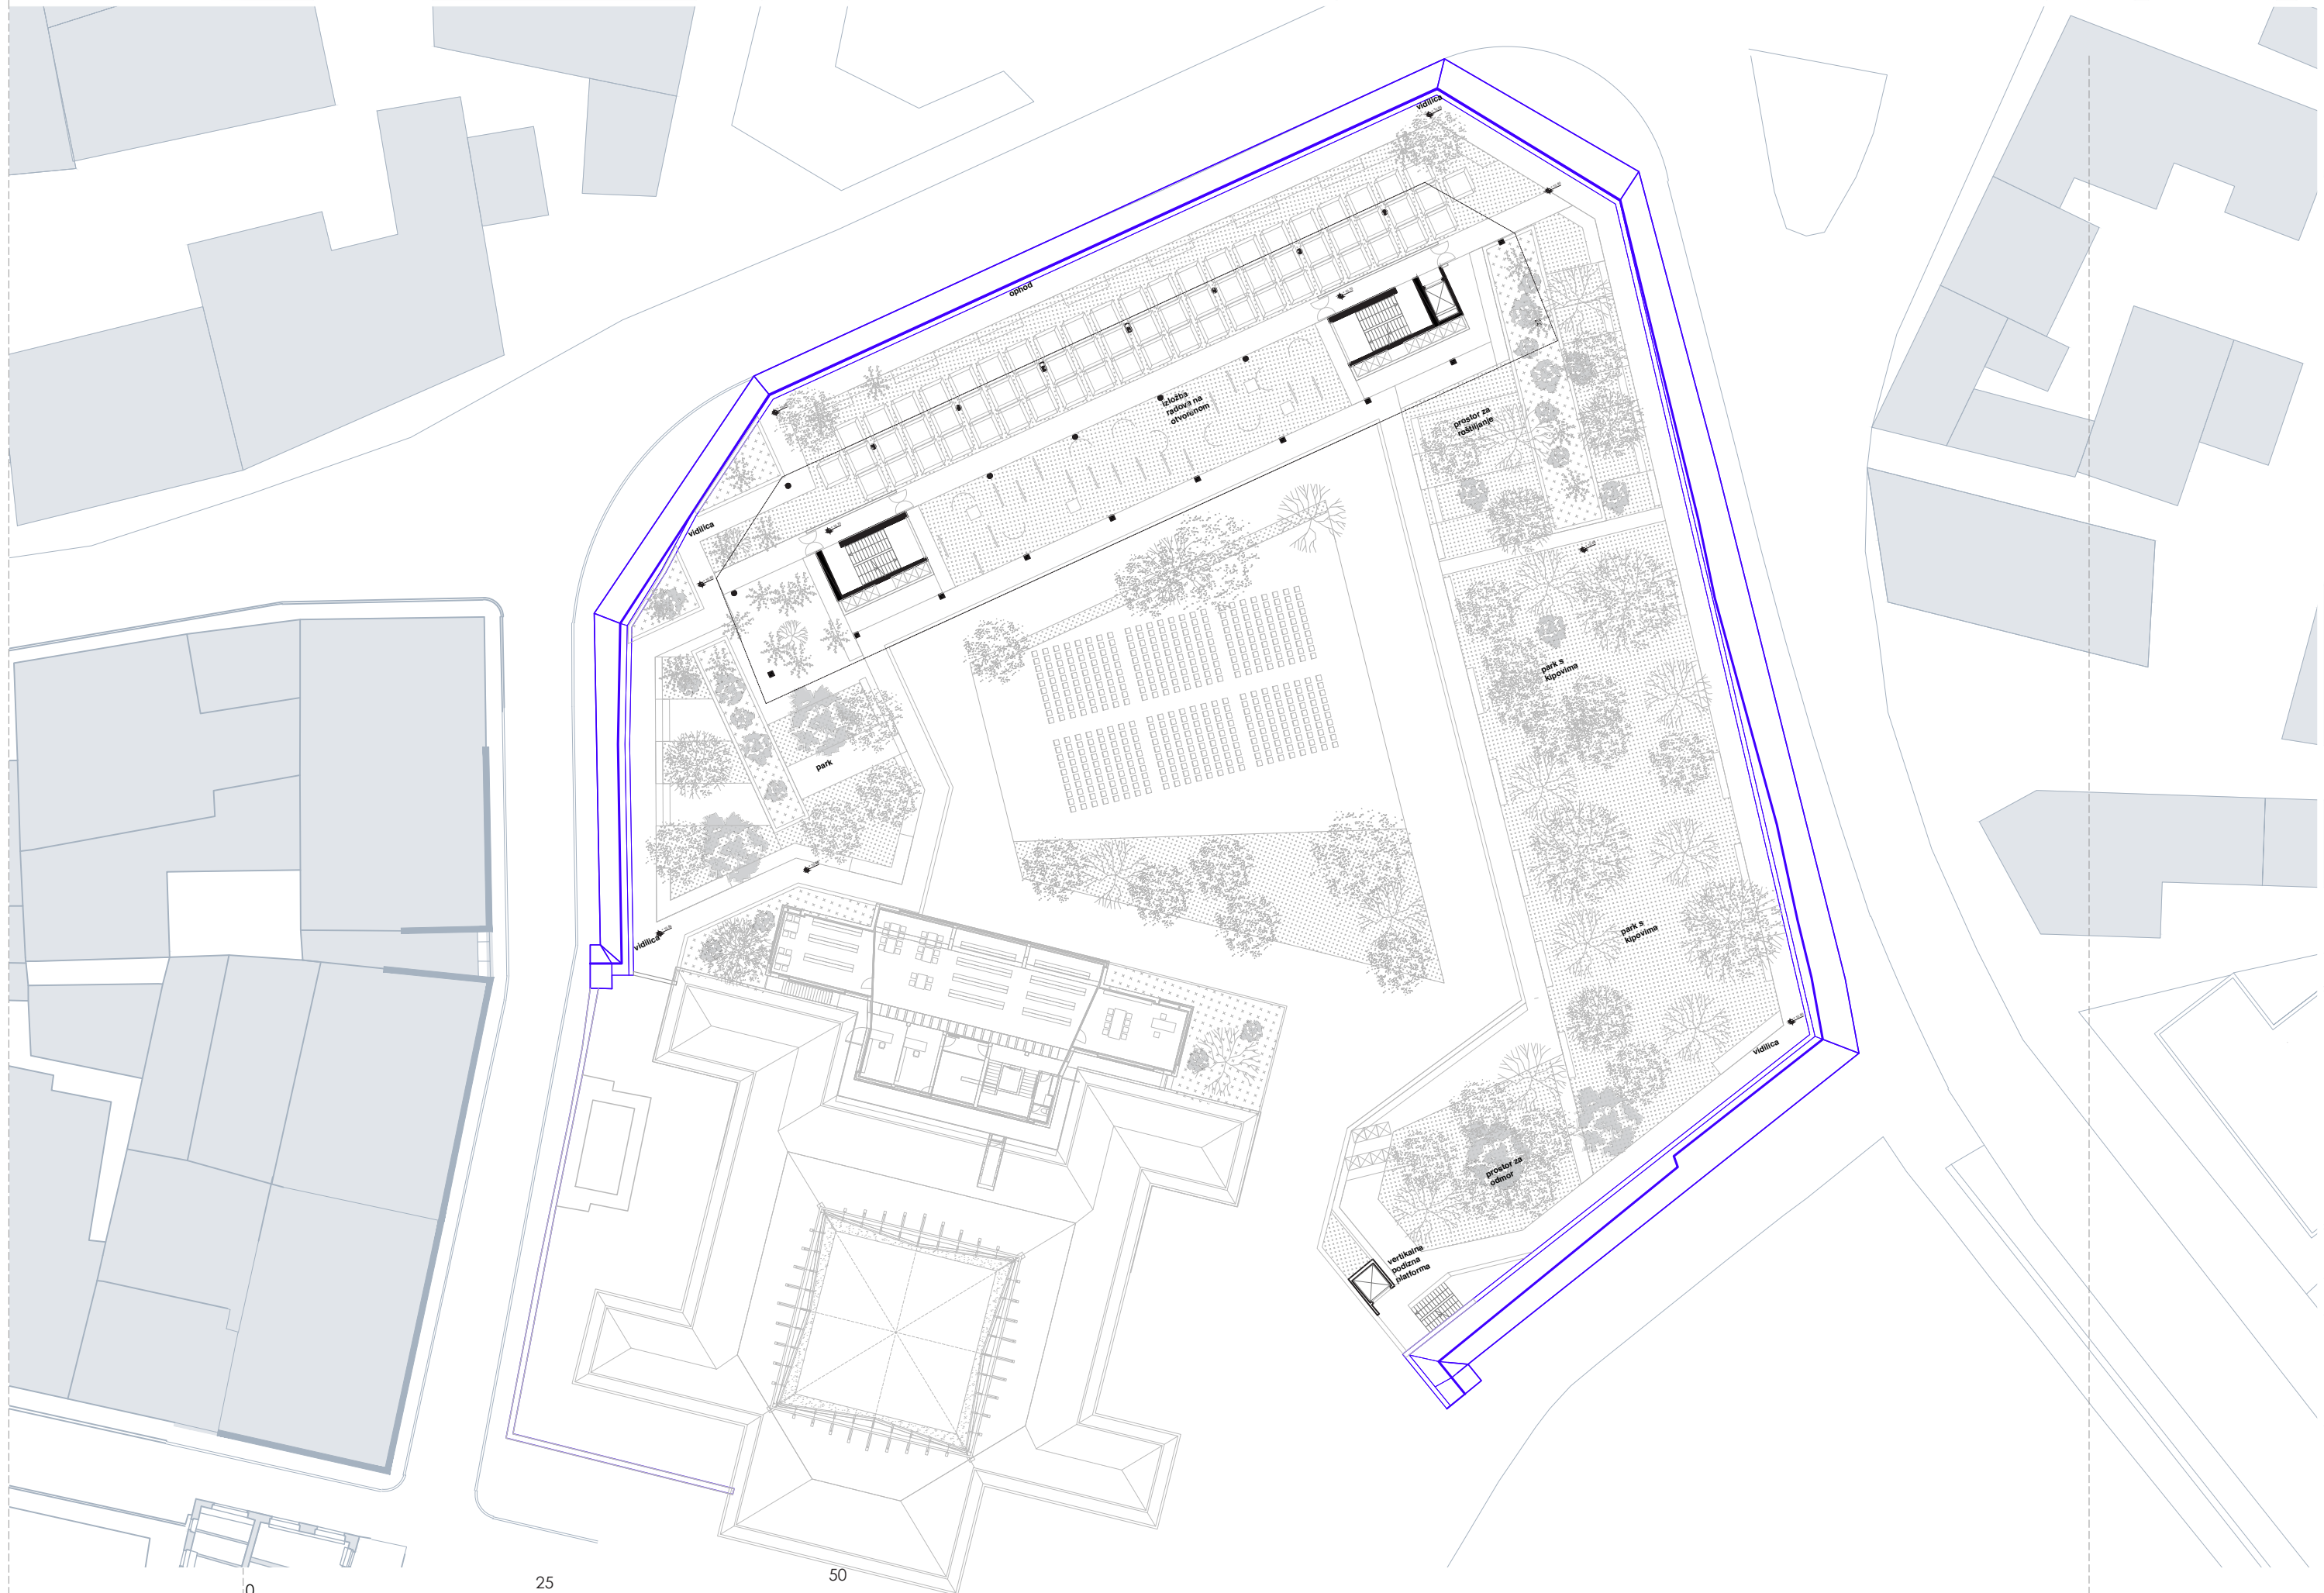 vidilica
ophod
izložba
radova na
otvorenom
prostor za
roštiljanje
vidilica
park s
kipovima
park
vidilica
park s
kipovima
vidilica
prostor za
odmor
vertikalna
podizna
platforma
0
25
50